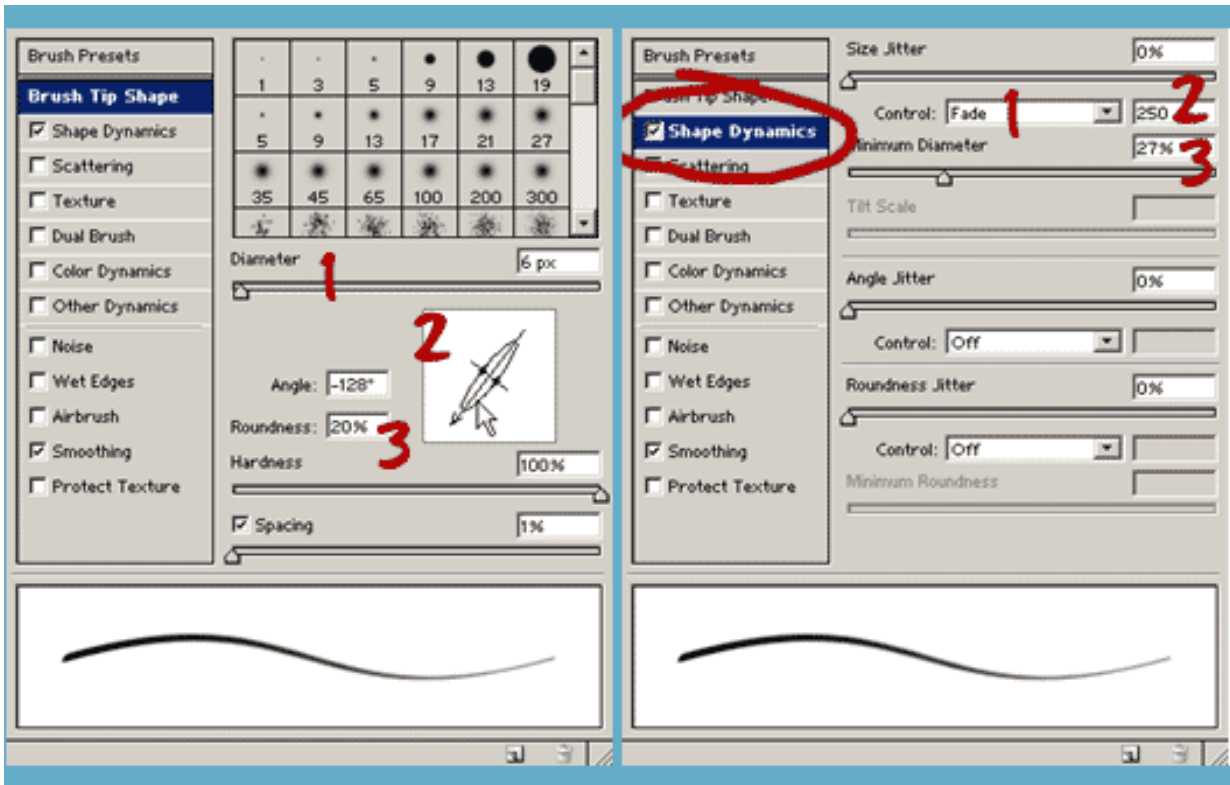 Brush Presets
Brush Tip Shape
Shape Dynamics
Scattering
Texture
Dual Brush
Color Dynamics
Other Dynamics
Noise
Wet Edges
Airbrush
Smoothing
Protect Texture
1 3 5 9 13 19
5 9 13 17 21 27
35 45 65 100 200 300
Diameter 1 6 px
2
Angle: -128°
Roundness: 20% 3
Hardness 100%
Spacing 1%
Brush Presets
Brush Tip Shape
Shape Dynamics
Scattering
Texture
Dual Brush
Color Dynamics
Other Dynamics
Noise
Wet Edges
Airbrush
Smoothing
Protect Texture
Size Jitter 0%
Control: Fade 1 250 2
Minimum Diameter 27% 3
Tilt Scale
Angle Jitter 0%
Control: Off
Roundness Jitter 0%
Control: Off
Minimum Roundness